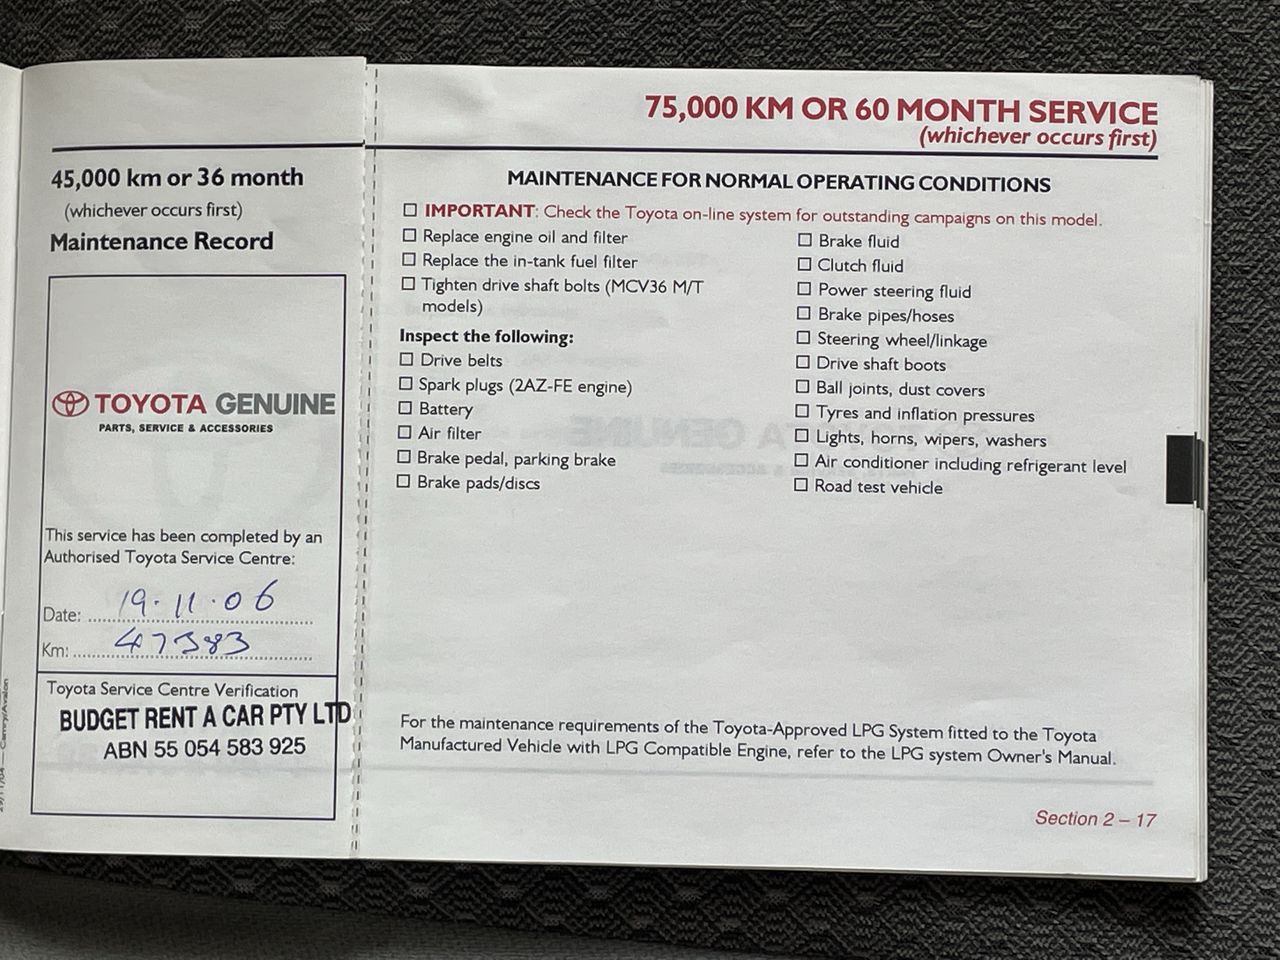 45,000 km or 36 month
(whichever occurs first)
Maintenance Record
TOYOTA GENUINE
PARTS, SERVICE & ACCESSORIES
This service has been completed by an
Authorised Toyota Service Centre:
Date: 19.11.06
Km: 47383
Toyota Service Centre Verification
BUDGET RENT A CAR PTY LTD
ABN 55 054 583 925
75,000 KM OR 60 MONTH SERVICE
(whichever occurs first)
MAINTENANCE FOR NORMAL OPERATING CONDITIONS
IMPORTANT: Check the Toyota on-line system for outstanding campaigns on this model.
Replace engine oil and filter
Replace the in-tank fuel filter
Tighten drive shaft bolts (MCV36 M/T
models)
Inspect the following:
Drive belts
Spark plugs (2AZ-FE engine)
Battery
Air filter
Brake pedal, parking brake
Brake pads/discs
Brake fluid
Clutch fluid
Power steering fluid
Brake pipes/hoses
Steering wheel/linkage
Drive shaft boots
Ball joints, dust covers
Tyres and inflation pressures
Lights, horns, wipers, washers
Air conditioner including refrigerant level
Road test vehicle
For the maintenance requirements of the Toyota-Approved LPG System fitted to the Toyota
Manufactured Vehicle with LPG Compatible Engine, refer to the LPG system Owner's Manual.
Section 2 – 17